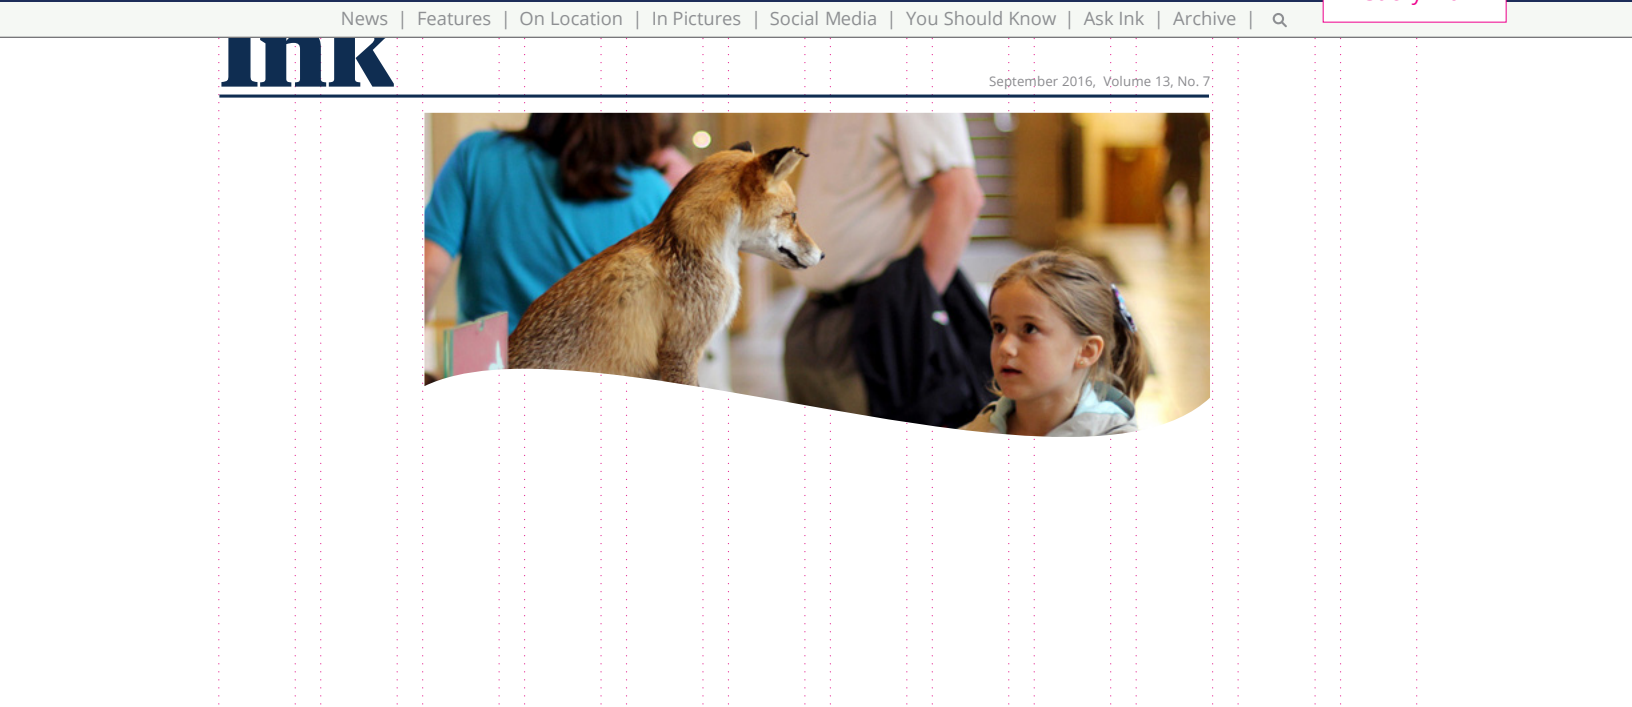 News | Features | On Location | In Pictures | Social Media | You Should Know | Ask Ink | Archive |
Ink
September 2016, Volume 13, No. 7